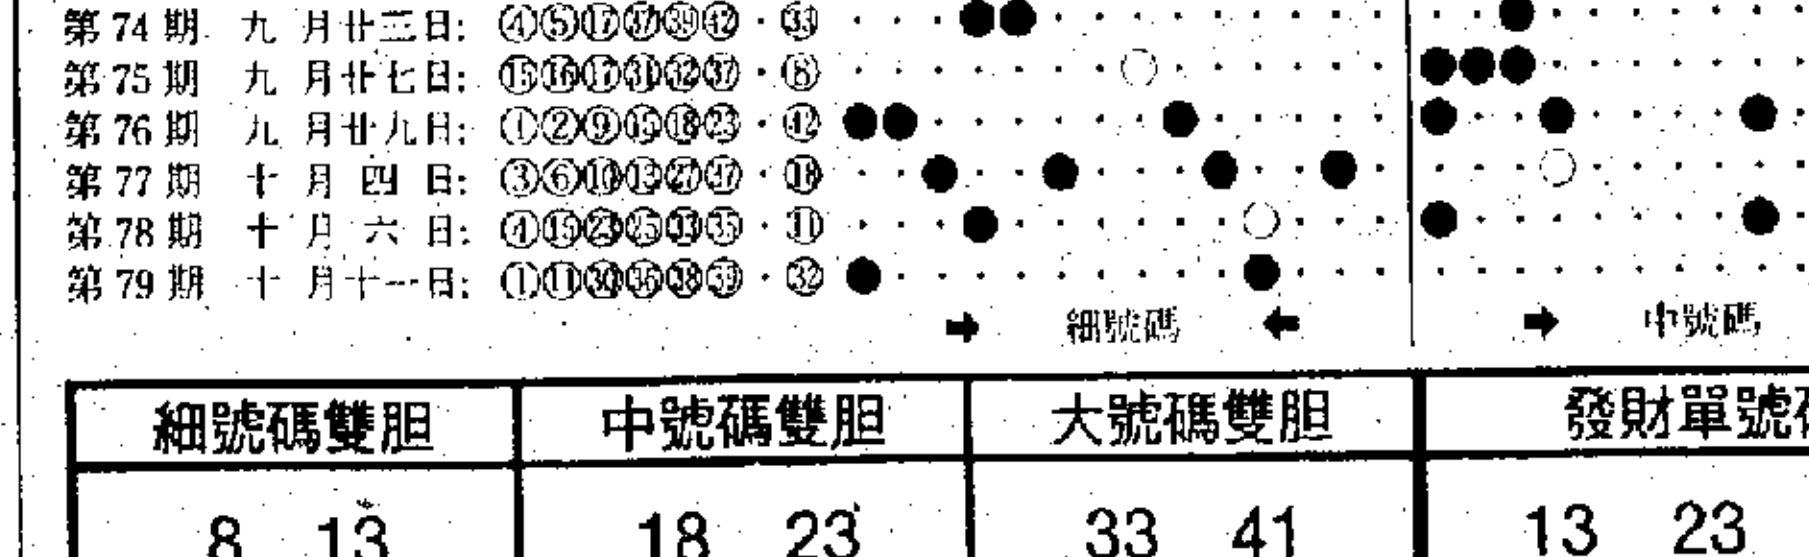 第74期 九月廿三日: ④⑤⑰㊲㊴㊷ · ㉝
第75期 九月廿七日: ⑮⑯⑰㉛㉜㊲ · ⑧
第76期 九月廿九日: ①②⑨⑮⑱㉓ · ㊷
第77期 十月四日: ③⑥⑩⑬㉗㊲ · ⑱
第78期 十月六日: ④⑮㉓㉕㉝㉟ · ⑪
第79期 十月十一日: ①⑪㉚㊱㊳㊴ · ㉜
➡ 細號碼 ⬅ ➡ 中號碼
細號碼雙胆 中號碼雙胆 大號碼雙胆 發財單號
8 13 18 23 33 41 13 23